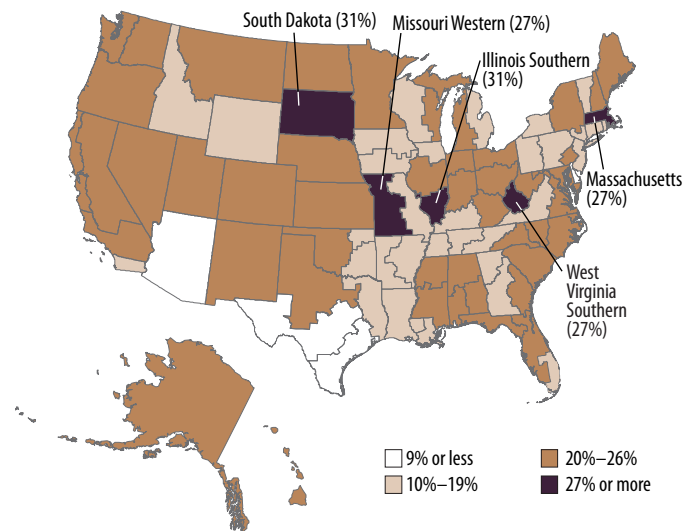 South Dakota (31%)
Missouri Western (27%)
Illinois Southern
(31%)
Massachusetts
(27%)
West
Virginia
Southern
(27%)
9% or less
10%–19%
20%–26%
27% or more